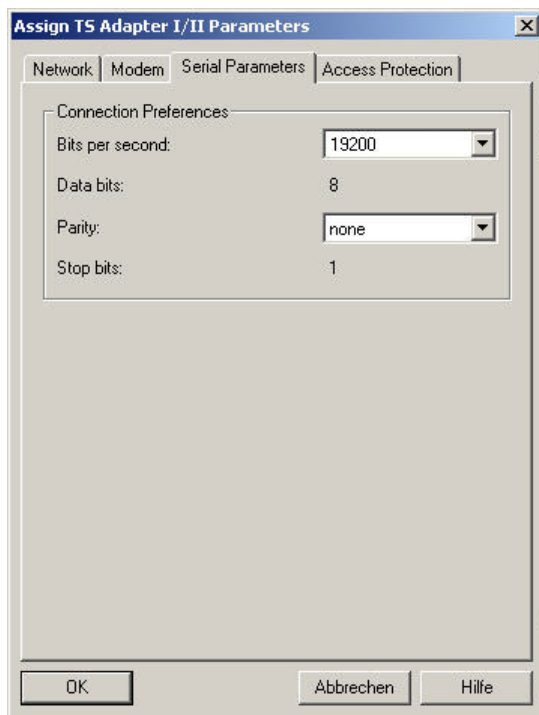 Assign TS Adapter I/II Parameters
Network Modem Serial Parameters Access Protection
Connection Preferences
Bits per second: 19200
Data bits: 8
Parity: none
Stop bits: 1
OK Abbrechen Hilfe